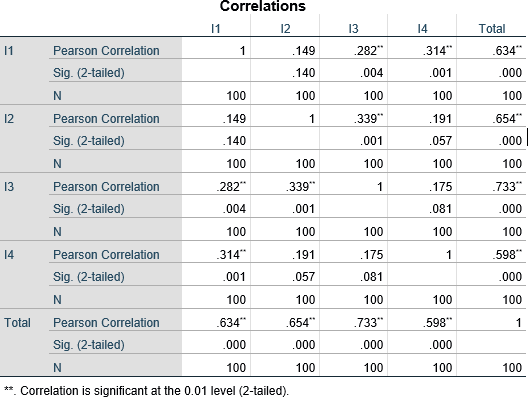 Correlations
I1 I2 I3 I4 Total
I1 Pearson Correlation 1 .149 .282** .314** .634**
Sig. (2-tailed) .140 .004 .001 .000
N 100 100 100 100 100
I2 Pearson Correlation .149 1 .339** .191 .654**
Sig. (2-tailed) .140 .001 .057 .000
N 100 100 100 100 100
I3 Pearson Correlation .282** .339** 1 .175 .733**
Sig. (2-tailed) .004 .001 .081 .000
N 100 100 100 100 100
I4 Pearson Correlation .314** .191 .175 1 .598**
Sig. (2-tailed) .001 .057 .081 .000
N 100 100 100 100 100
Total Pearson Correlation .634** .654** .733** .598** 1
Sig. (2-tailed) .000 .000 .000 .000
N 100 100 100 100 100
**. Correlation is significant at the 0.01 level (2-tailed).